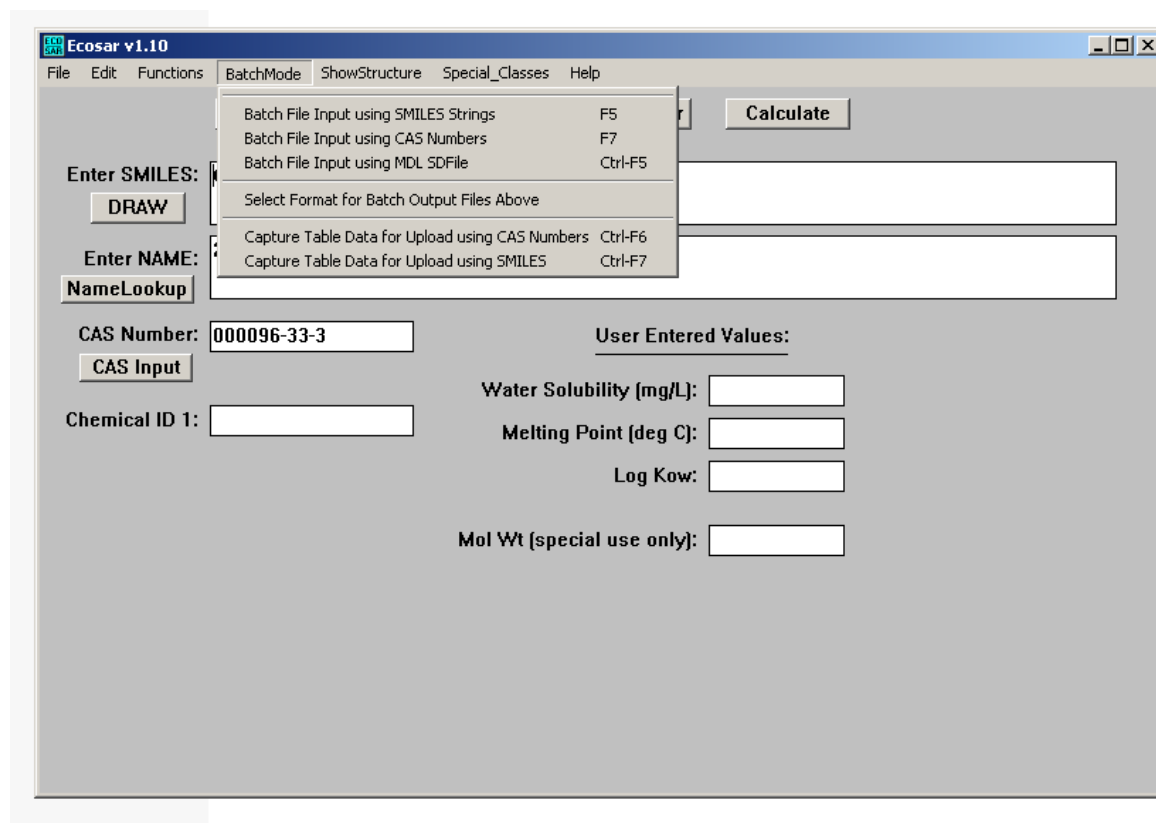 ECO
SAR
Ecosar v1.10
File Edit Functions BatchMode ShowStructure Special_Classes Help
Calculate
Batch File Input using SMILES Strings F5
Batch File Input using CAS Numbers F7
Batch File Input using MDL SDFile Ctrl-F5
Select Format for Batch Output Files Above
Capture Table Data for Upload using CAS Numbers Ctrl-F6
Capture Table Data for Upload using SMILES Ctrl-F7
Enter SMILES:
DRAW
Enter NAME:
NameLookup
CAS Number: 000096-33-3
CAS Input
Chemical ID 1:
User Entered Values:
Water Solubility (mg/L):
Melting Point (deg C):
Log Kow:
Mol Wt (special use only):